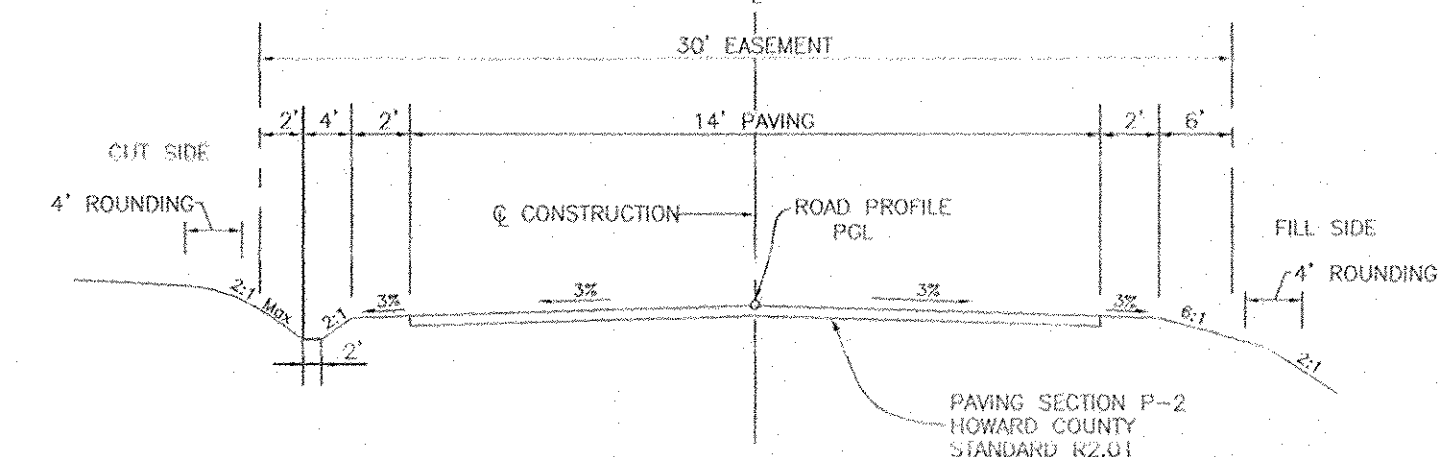 30' EASEMENT
2' 4' 2' 14' PAVING 2' 6'
CUT SIDE
4' ROUNDING
℄ CONSTRUCTION
ROAD PROFILE
PGL
FILL SIDE
4' ROUNDING
2:1 Max
2:1
3%
3%
3%
3%
6:1
2:1
2'
PAVING SECTION P-2
HOWARD COUNTY
STANDARD R2.01